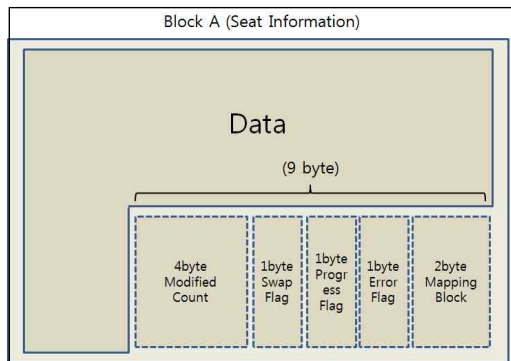 Block A (Seat Information)
Data
(9 byte)
4byte
Modified
Count
1byte
Swap
Flag
1byte
Progr
ess
Flag
1byte
Error
Flag
2byte
Mapping
Block